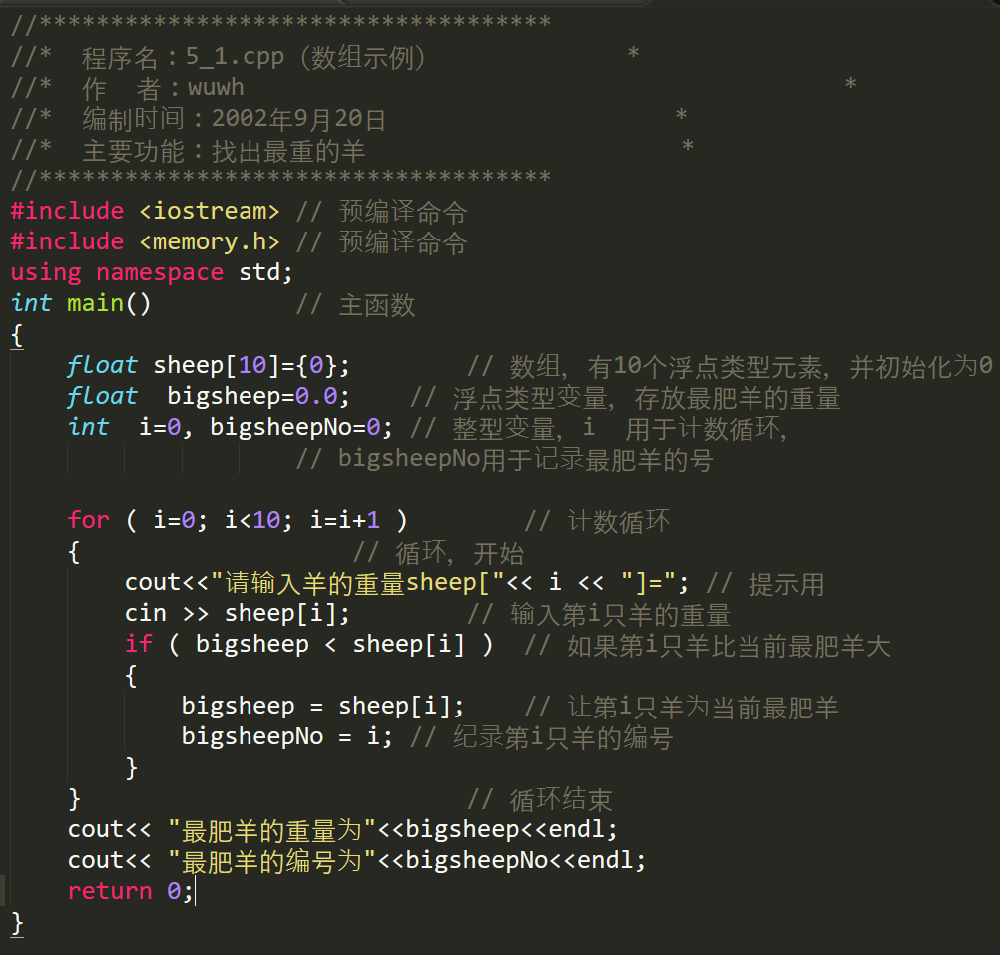 //************************************
//*  程序名：5_1.cpp（数组示例）              *
//*  作  者：wuwh                                          *
//*  编制时间：2002年9月20日                    *
//*  主要功能：找出最重的羊                      *
//************************************
#include <iostream> // 预编译命令
#include <memory.h> // 预编译命令
using namespace std;
int main()          // 主函数
{
    float sheep[10]={0};        // 数组，有10个浮点类型元素，并初始化为0
    float  bigsheep=0.0;    // 浮点类型变量，存放最肥羊的重量
    int  i=0, bigsheepNo=0; // 整型变量，i  用于计数循环，
                    // bigsheepNo用于记录最肥羊的号
    for ( i=0; i<10; i=i+1 )        // 计数循环
    {                   // 循环，开始
        cout<<"请输入羊的重量sheep["<< i << "]="; // 提示用
        cin >> sheep[i];        // 输入第i只羊的重量
        if ( bigsheep < sheep[i] )  // 如果第i只羊比当前最肥羊大
        {
            bigsheep = sheep[i];    // 让第i只羊为当前最肥羊
            bigsheepNo = i; // 纪录第i只羊的编号
        }
    }                           // 循环结束
    cout<< "最肥羊的重量为"<<bigsheep<<endl;
    cout<< "最肥羊的编号为"<<bigsheepNo<<endl;
    return 0;
}